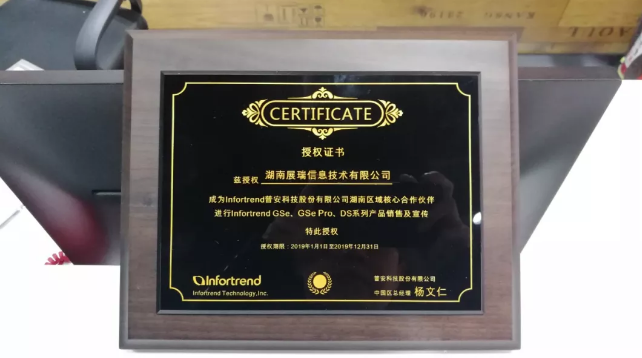 CERTIFICATE
授权证书
兹授权 湖南展瑞信息技术有限公司
成为Infortrend普安科技股份有限公司湖南区域核心合作伙伴
进行Infortrend GSe、GSe Pro、DS系列产品销售及宣传
特此授权
授权期限：2019年1月1日至2019年12月31日
Infortrend
Infortrend Technology, Inc.
普安科技股份有限公司
中国区总经理 杨文仁